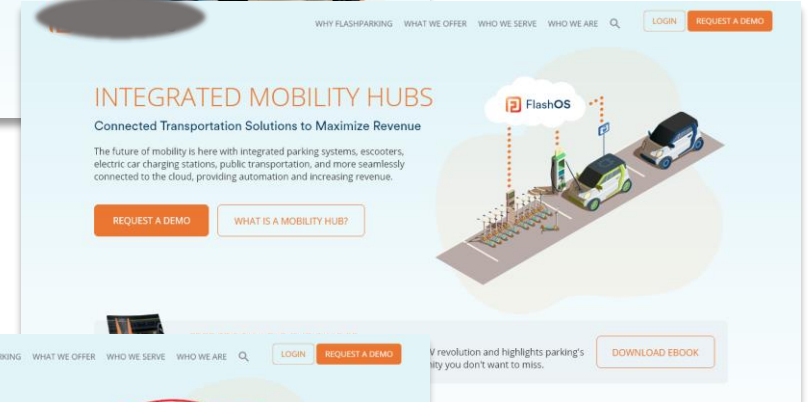 WHY FLASHPARKING WHAT WE OFFER WHO WE SERVE WHO WE ARE LOGIN REQUEST A DEMO
INTEGRATED MOBILITY HUBS
FlashOS
Connected Transportation Solutions to Maximize Revenue
The future of mobility is here with integrated parking systems, escooters,
electric car charging stations, public transportation, and more seamlessly
connected to the cloud, providing automation and increasing revenue.
REQUEST A DEMO WHAT IS A MOBILITY HUB?
V revolution and highlights parking's
ity you don't want to miss.
DOWNLOAD EBOOK
KING WHAT WE OFFER WHO WE SERVE WHO WE ARE LOGIN REQUEST A DEMO